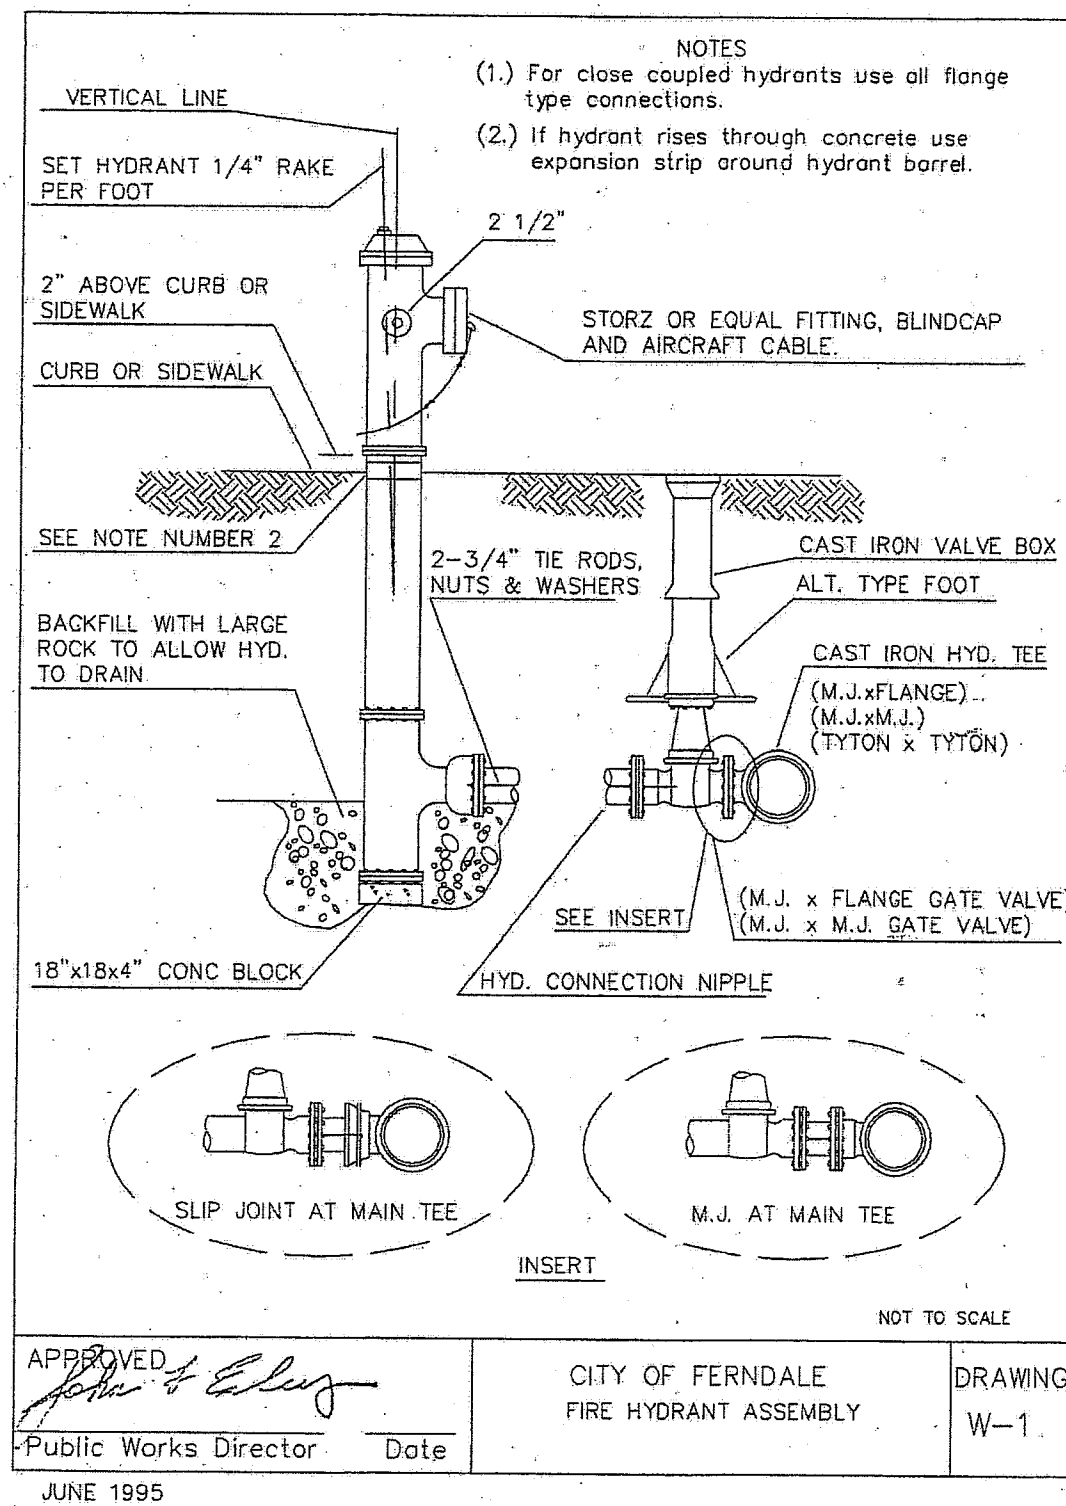 NOTES
(1.) For close coupled hydrants use all flange
type connections.
(2.) If hydrant rises through concrete use
expansion strip around hydrant barrel.
VERTICAL LINE
SET HYDRANT 1/4" RAKE
PER FOOT
2 1/2"
2" ABOVE CURB OR
SIDEWALK
STORZ OR EQUAL FITTING, BLINDCAP
AND AIRCRAFT CABLE.
CURB OR SIDEWALK
SEE NOTE NUMBER 2
2-3/4" TIE RODS,
NUTS & WASHERS
CAST IRON VALVE BOX
ALT. TYPE FOOT
BACKFILL WITH LARGE
ROCK TO ALLOW HYD.
TO DRAIN
CAST IRON HYD. TEE
(M.J.xFLANGE)
(M.J.xM.J.)
(TYTON x TYTON)
(M.J. x FLANGE GATE VALVE)
(M.J. x M.J. GATE VALVE)
SEE INSERT
18"x18x4" CONC BLOCK
HYD. CONNECTION NIPPLE
SLIP JOINT AT MAIN TEE
M.J. AT MAIN TEE
INSERT
NOT TO SCALE
APPROVED
Public Works Director Date
CITY OF FERNDALE
FIRE HYDRANT ASSEMBLY
DRAWING
W-1
JUNE 1995